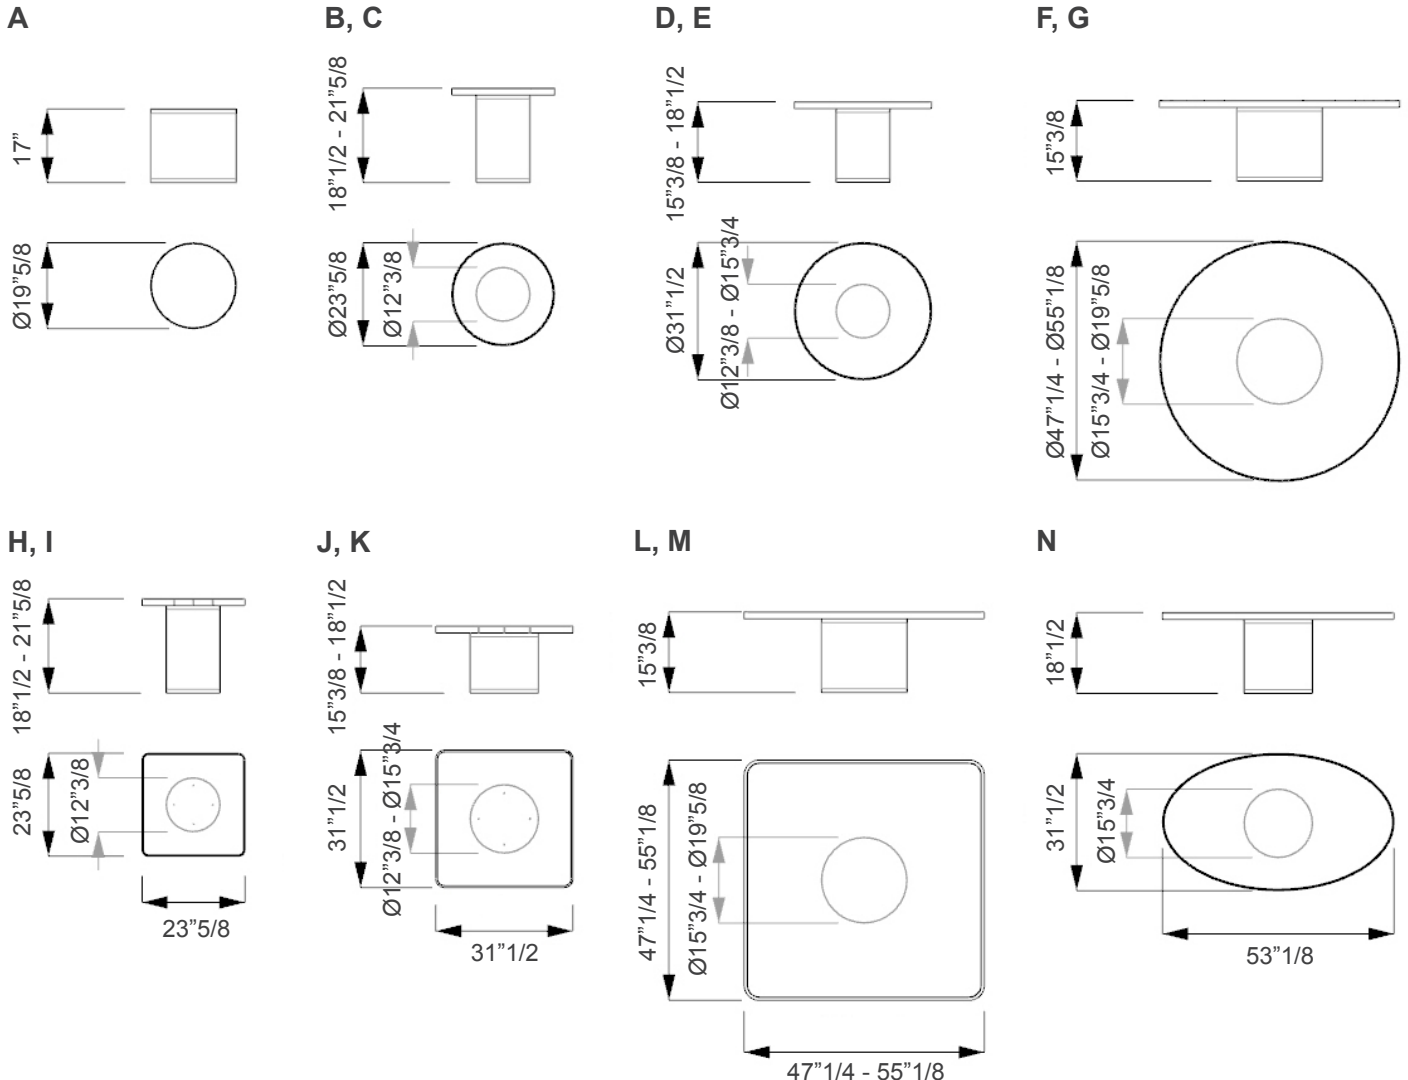 A
17”
Ø19”5/8
B, C
18”1/2 - 21”5/8
Ø23”5/8
Ø12”3/8
D, E
15”3/8 - 18”1/2
Ø31”1/2
Ø12”3/8 - Ø15”3/4
F, G
15”3/8
Ø47”1/4 - Ø55”1/8
Ø15”3/4 - Ø19”5/8
H, I
18”1/2 - 21”5/8
23”5/8
Ø12”3/8
23”5/8
J, K
15”3/8 - 18”1/2
31”1/2
Ø12”3/8 - Ø15”3/4
31”1/2
L, M
15”3/8
47”1/4 - 55”1/8
Ø15”3/4 - Ø19”5/8
47”1/4 - 55”1/8
N
18”1/2
31”1/2
Ø15”3/4
53”1/8